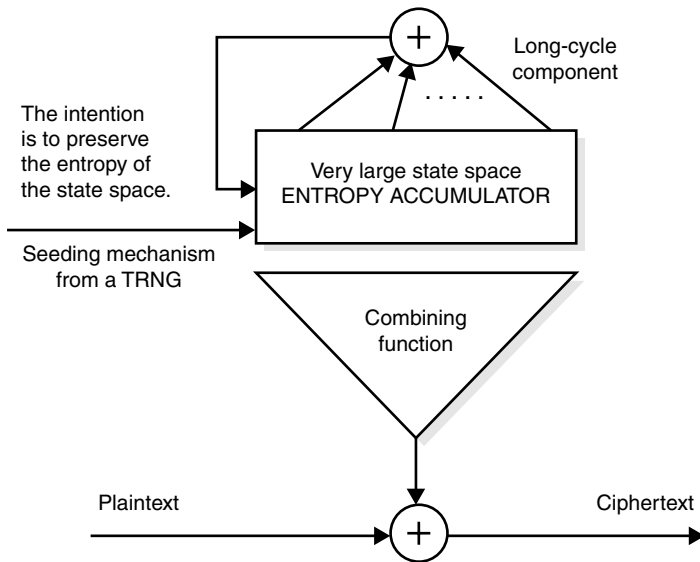 Long-cycle
component
The intention
is to preserve
the entropy of
the state space.
Very large state space
ENTROPY ACCUMULATOR
Seeding mechanism
from a TRNG
Combining
function
Plaintext
Ciphertext